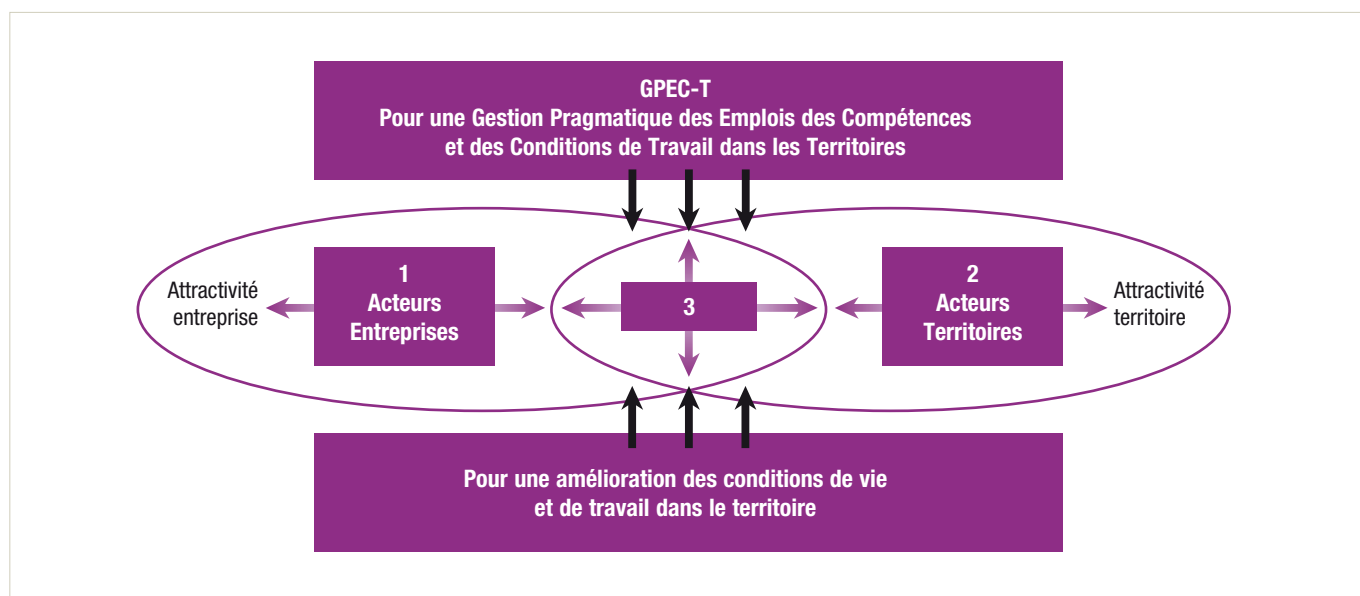 GPEC-T
Pour une Gestion Pragmatique des Emplois des Compétences
et des Conditions de Travail dans les Territoires
Attractivité
entreprise
1
Acteurs
Entreprises
3
2
Acteurs
Territoires
Attractivité
territoire
Pour une amélioration des conditions de vie
et de travail dans le territoire